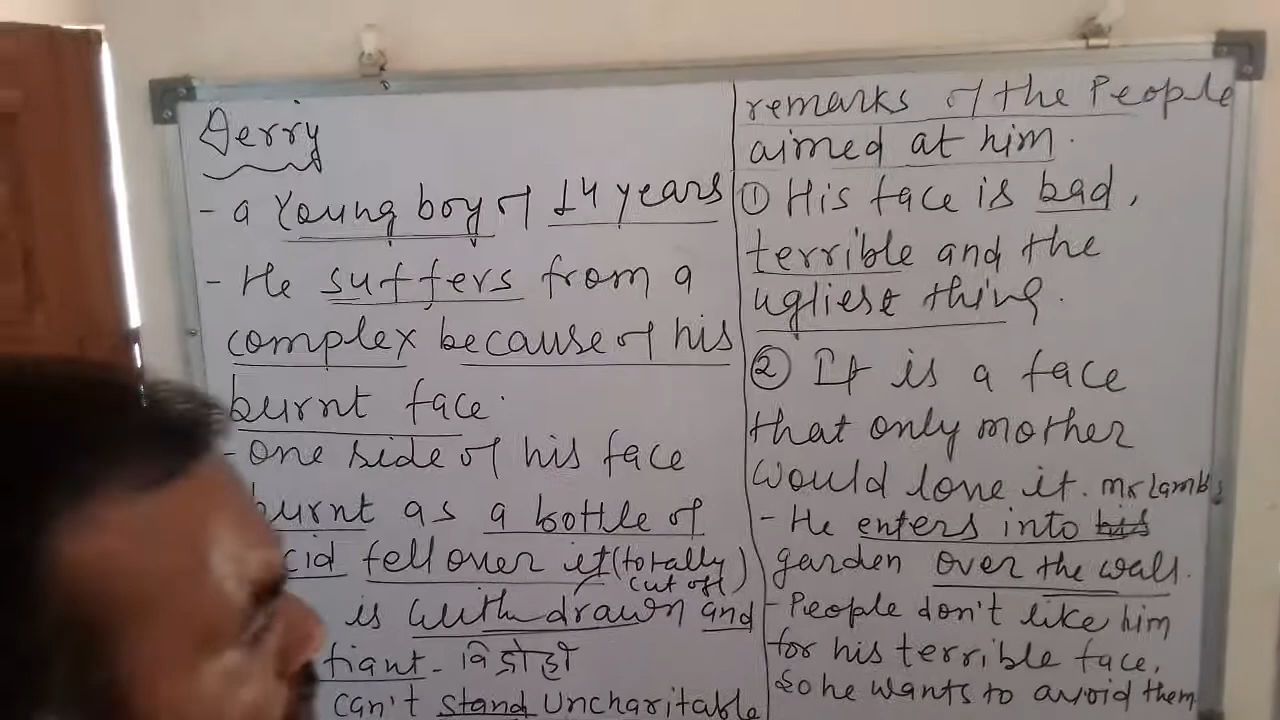 Derry
- a Young boy of 14 years
- He suffers from a
complex because of his
burnt face.
- One side of his face
burnt as a bottle of
cid fell over it (totally
cut off)
is withdrawn and
fiant - विद्रोही
can't stand Uncharitable
remarks of the People
aimed at him.
① His face is bad,
terrible and the
ugliest thing.
② It is a face
that only mother
would love it. Mr Lamb's
- He enters into his
garden over the wall.
- People don't like him
for his terrible face,
So he wants to avoid them